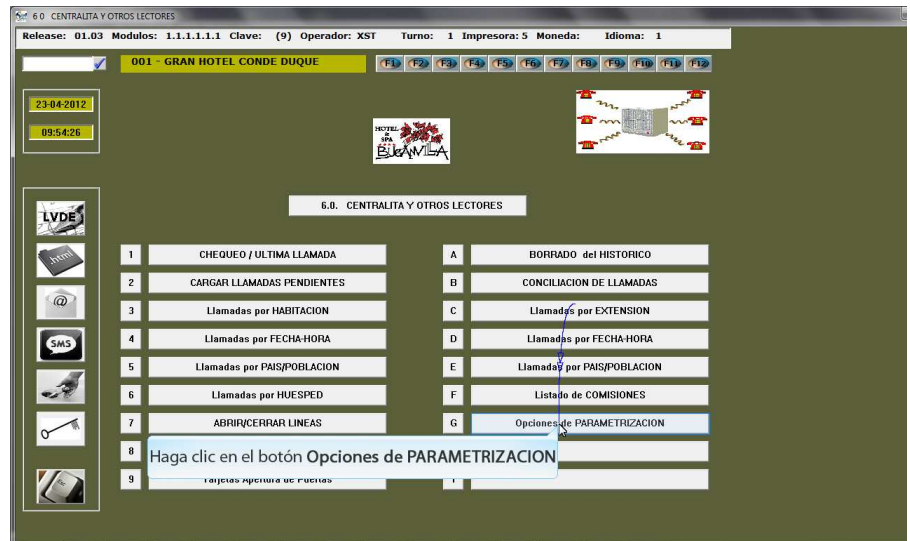 6 0 CENTRALITA Y OTROS LECTORES
Release: 01.03 Modulos: 1.1.1.1.1 Clave: (9) Operador: XST Turno: 1 Impresora: 5 Moneda: Idioma: 1
001 - GRAN HOTEL CONDE DUQUE
F1 F2 F3 F4 F5 F6 F7 F8 F9 F10 F11 F12
23-04-2012
09:54:26
HOTEL & SPA
BUGANVILLA
6.0. CENTRALITA Y OTROS LECTORES
LVDE
.html
@
SMS
Esc
1 CHEQUEO / ULTIMA LLAMADA A BORRADO del HISTORICO
2 CARGAR LLAMADAS PENDIENTES B CONCILIACION DE LLAMADAS
3 Llamadas por HABITACION C Llamadas por EXTENSION
4 Llamadas por FECHA-HORA D Llamadas por FECHA-HORA
5 Llamadas por PAIS/POBLACION E Llamadas por PAIS/POBLACION
6 Llamadas por HUESPED F Listado de COMISIONES
7 ABRIR/CERRAR LINEAS G Opciones de PARAMETRIZACION
8
Haga clic en el botón Opciones de PARAMETRIZACION
9 Tarjetas Apertura de Puertas I